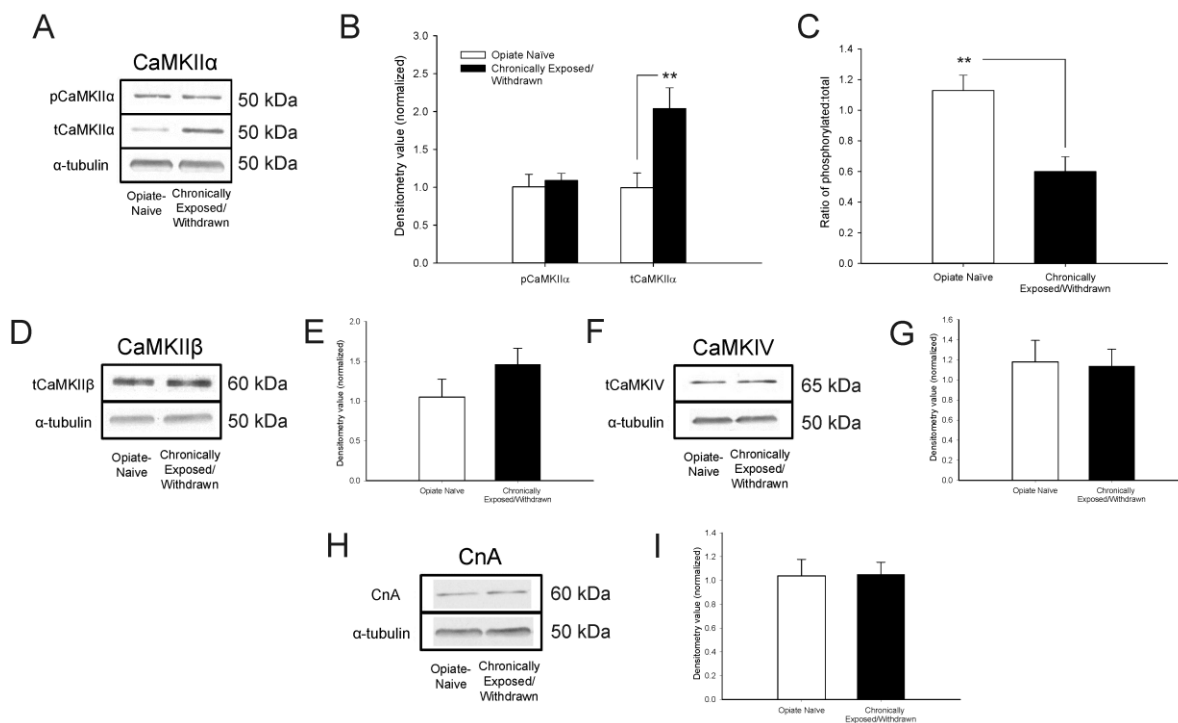 A
CaMKIIα
pCaMKIIα
50 kDa
tCaMKIIα
50 kDa
α-tubulin
50 kDa
Opiate-
Naive
Chronically
Exposed/
Withdrawn
B
Densitometry value (normalized)
3.0
2.5
2.0
1.5
1.0
0.5
0.0
Opiate Naïve
Chronically Exposed/
Withdrawn
**
pCaMKIIα
tCaMKIIα
C
Ratio of phosphorylated:total
1.4
1.2
1.0
0.8
0.6
0.4
0.2
0.0
**
Opiate Naïve
Chronically
Exposed/Withdrawn
D
CaMKIIβ
tCaMKIIβ
60 kDa
α-tubulin
50 kDa
Opiate-
Naive
Chronically
Exposed/
Withdrawn
E
Densitometry value (normalized)
2.0
1.5
1.0
0.5
0.0
Opiate Naïve
Chronically
Exposed/Withdrawn
F
CaMKIV
tCaMKIV
65 kDa
α-tubulin
50 kDa
Opiate-
Naive
Chronically
Exposed/
Withdrawn
G
Densitometry value (normalized)
1.6
1.4
1.2
1.0
0.8
0.6
0.4
0.2
0.0
Opiate Naïve
Chronically
Exposed/Withdrawn
H
CnA
CnA
60 kDa
α-tubulin
50 kDa
Opiate-
Naive
Chronically
Exposed/
Withdrawn
I
Densitometry value (normalized)
1.4
1.2
1.0
0.8
0.6
0.4
0.2
0.0
Opiate Naïve
Chronically
Exposed/Withdrawn